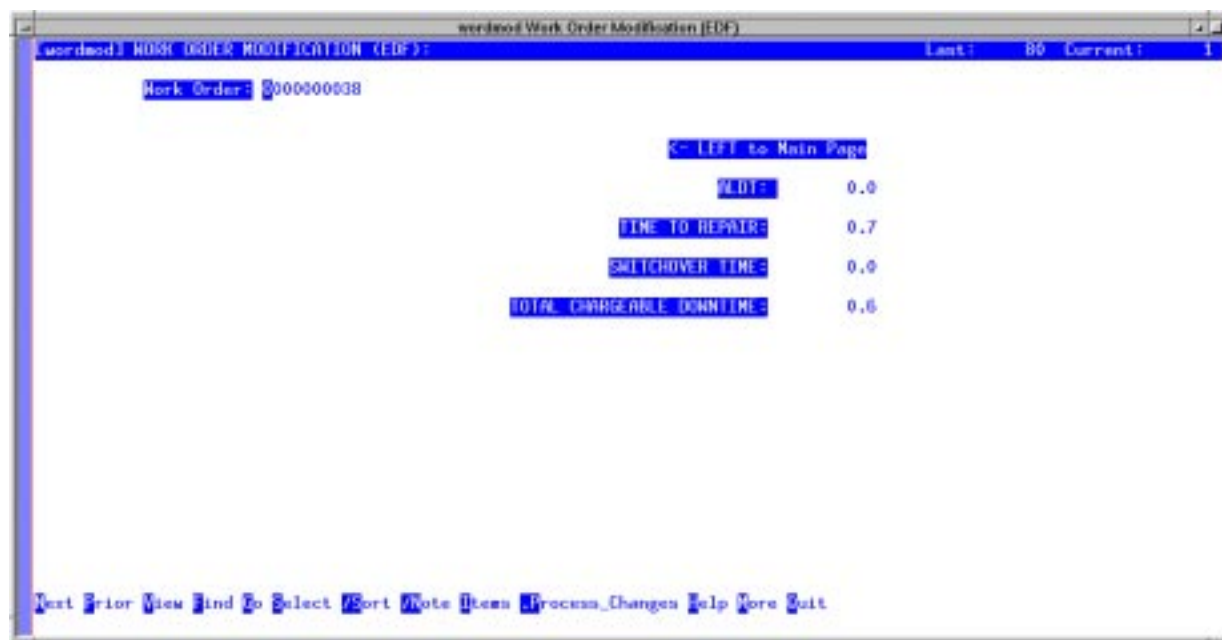 wordmod Work Order Modification (EDF)
[wordmod] WORK ORDER MODIFICATION (EDF): Last: 80 Current: 1
Work Order: 0000000038
<- LEFT to Main Page
ALDT: 0.0
TIME TO REPAIR: 0.7
SWITCHOVER TIME: 0.0
TOTAL CHARGEABLE DOWNTIME: 0.6
Next Prior View Find Go Select /Sort /Note Items .Process_Changes Help More Quit